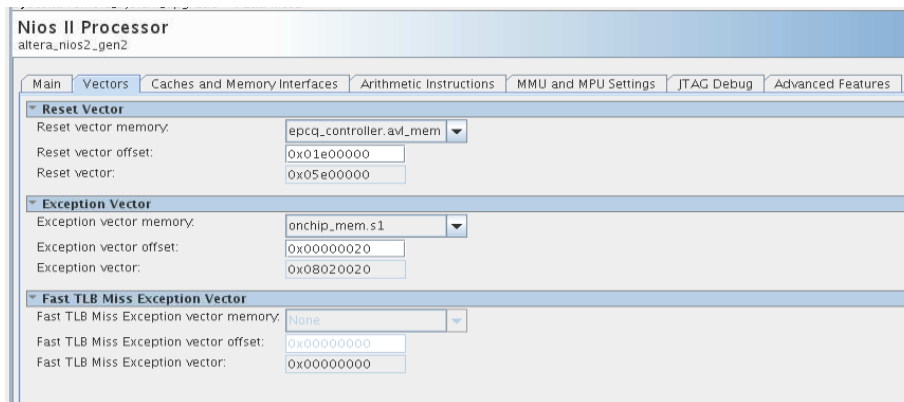 Nios II Processor
altera_nios2_gen2
Main Vectors Caches and Memory Interfaces Arithmetic Instructions MMU and MPU Settings JTAG Debug Advanced Features
Reset Vector
Reset vector memory: epcq_controller.avl_mem
Reset vector offset: 0x01e00000
Reset vector: 0x05e00000
Exception Vector
Exception vector memory: onchip_mem.s1
Exception vector offset: 0x00000020
Exception vector: 0x08020020
Fast TLB Miss Exception Vector
Fast TLB Miss Exception vector memory: None
Fast TLB Miss Exception vector offset: 0x00000000
Fast TLB Miss Exception vector: 0x00000000